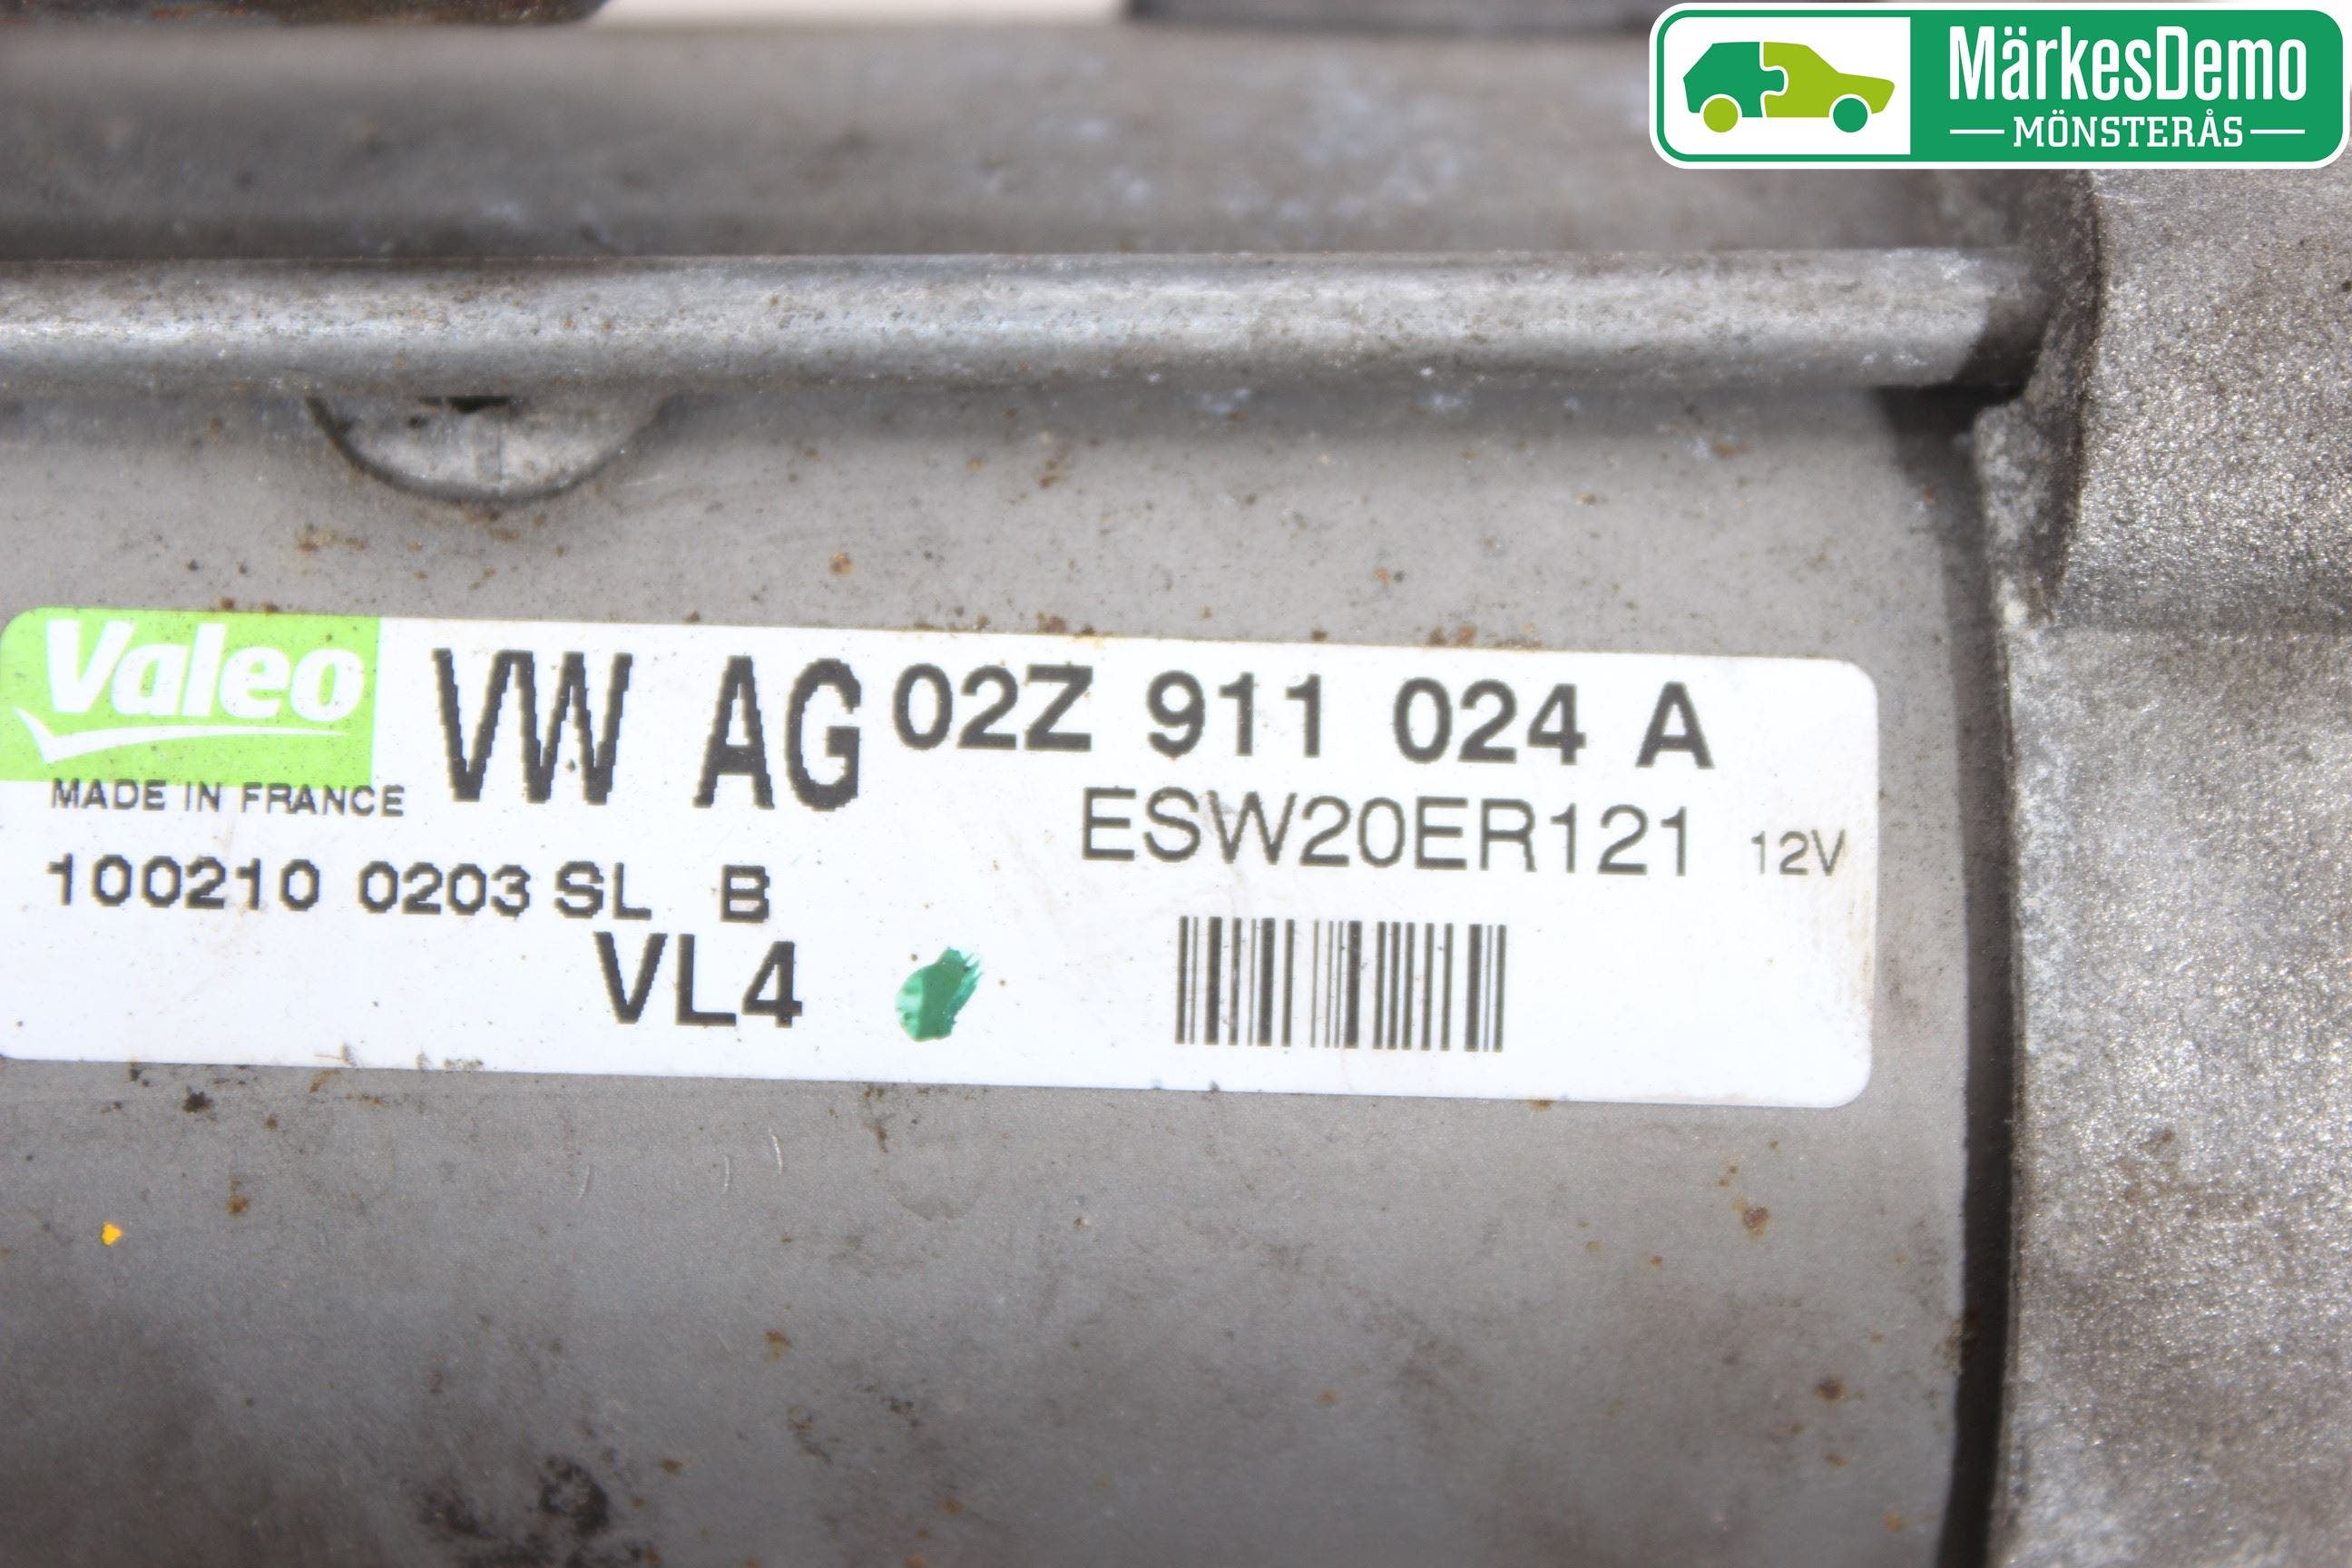 MärkesDemo
MÖNSTERÅS
Valeo VW AG 02Z 911 024 A
MADE IN FRANCE
ESW20ER121 12V
100210 0203 SL B
VL4